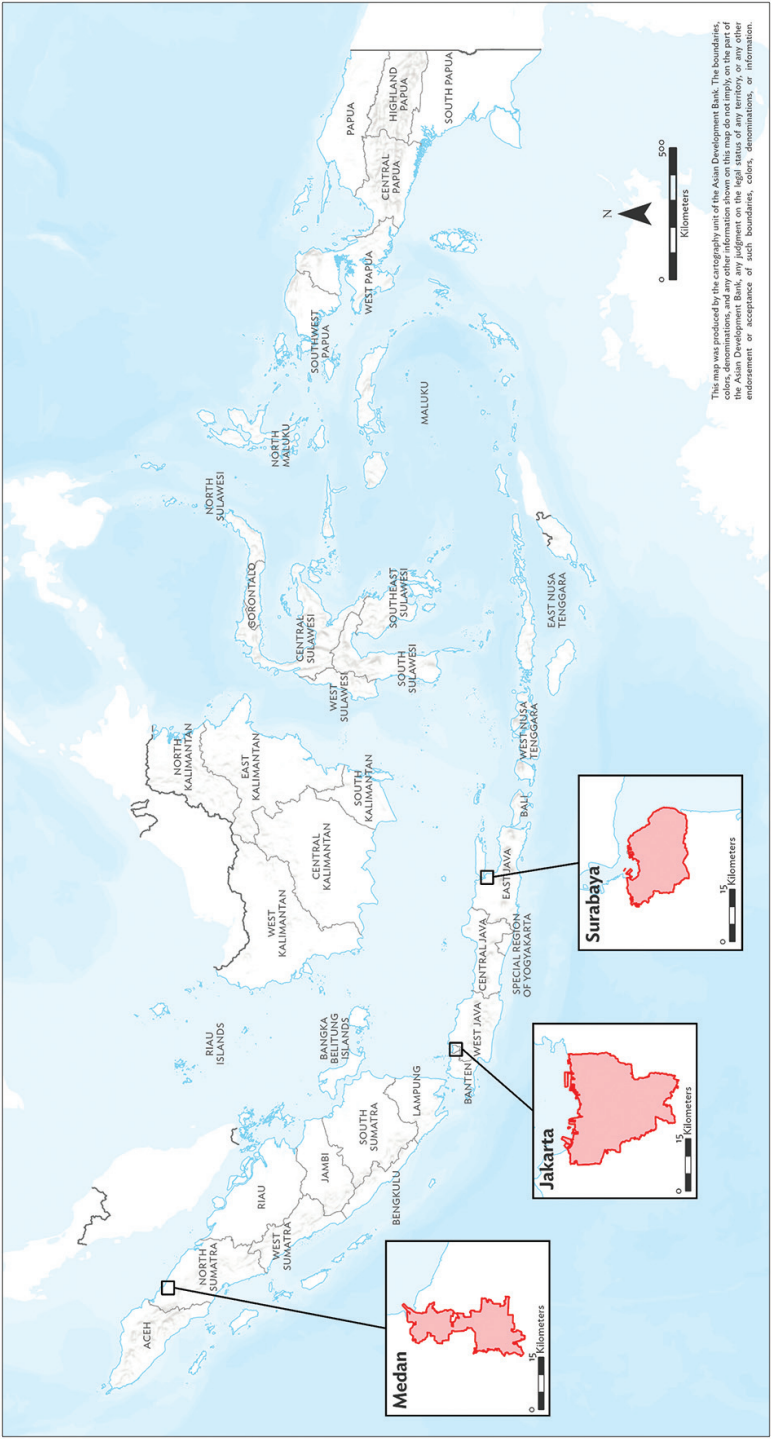 ACEH
NORTH
SUMATRA
RIAU
WEST
SUMATRA
JAMBI
SOUTH
SUMATRA
BENGKULU
LAMPUNG
RIAU
ISLANDS
BANGKA
BELITUNG
ISLANDS
BANTEN
WEST JAVA
CENTRAL JAVA
SPECIAL REGION
OF YOGYAKARTA
EAST JAVA
BALI
WEST NUSA
TENGGARA
EAST NUSA
TENGGARA
WEST
KALIMANTAN
CENTRAL
KALIMANTAN
SOUTH
KALIMANTAN
EAST
KALIMANTAN
NORTH
KALIMANTAN
WEST
SULAWESI
SOUTH
SULAWESI
CENTRAL
SULAWESI
SOUTHEAST
SULAWESI
GORONTALO
NORTH
SULAWESI
NORTH
MALUKU
MALUKU
SOUTHWEST
PAPUA
WEST PAPUA
CENTRAL
PAPUA
PAPUA
HIGHLAND
PAPUA
SOUTH PAPUA
Medan
0 15
Kilometers
Jakarta
0 15
Kilometers
Surabaya
0 15
Kilometers
N
0 500
Kilometers
This map was produced by the cartography unit of the Asian Development Bank. The boundaries,
colors, denominations, and any other information shown on this map do not imply, on the part of
the Asian Development Bank, any judgment on the legal status of any territory, or any other
endorsement or acceptance of such boundaries, colors, denominations, or information.